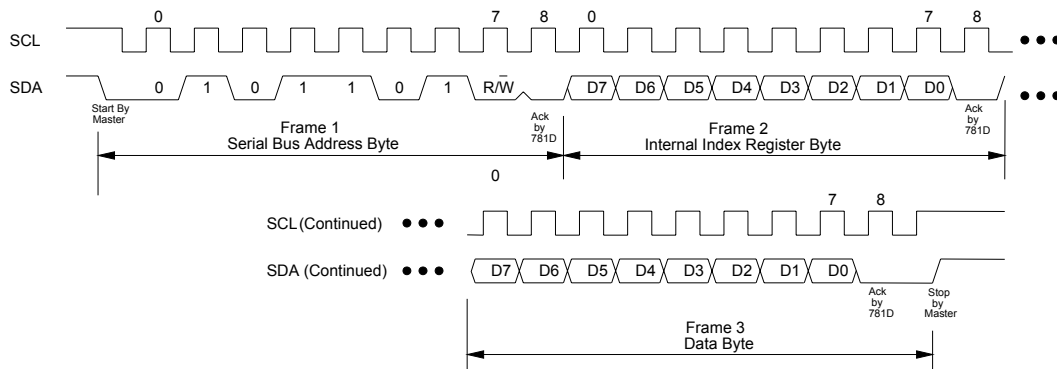 0 7 8 0 7 8
SCL
SDA 0 1 0 1 1 0 1 R/W̅ D7 D6 D5 D4 D3 D2 D1 D0
Start By
Master
Ack
by
781D
Ack
by
781D
Frame 1
Serial Bus Address Byte
Frame 2
Internal Index Register Byte
0
7 8
SCL (Continued)
SDA (Continued) D7 D6 D5 D4 D3 D2 D1 D0
Ack
by
781D
Stop
by
Master
Frame 3
Data Byte